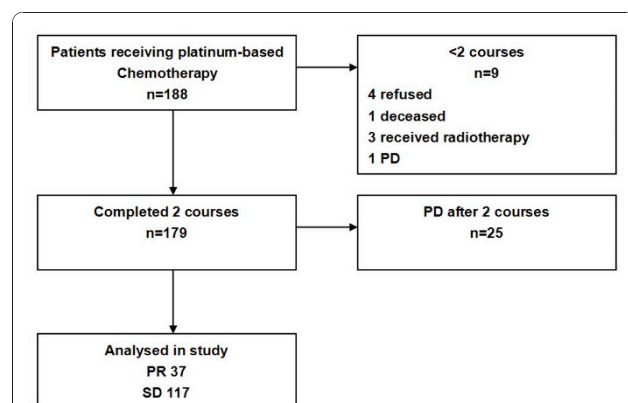 Patients receiving platinum-based
Chemotherapy
n=188
<2 courses
n=9
4 refused
1 deceased
3 received radiotherapy
1 PD
Completed 2 courses
n=179
PD after 2 courses
n=25
Analysed in study
PR 37
SD 117